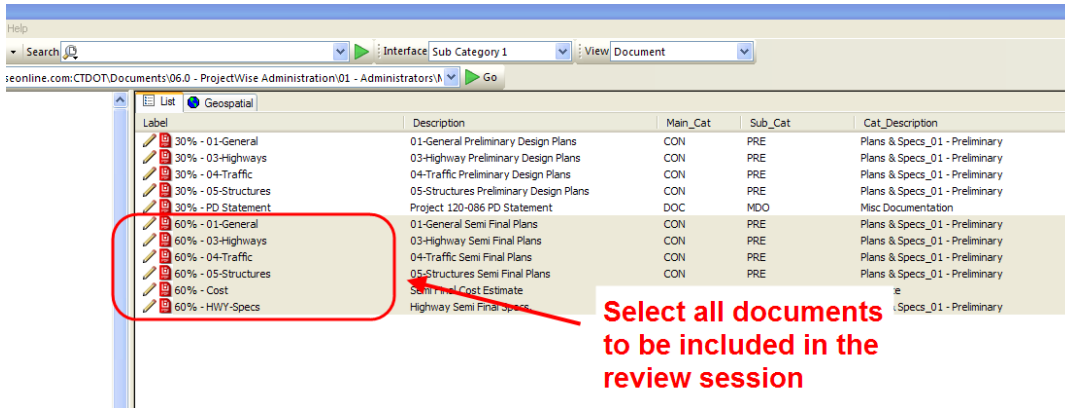 Help
Search Interface Sub Category 1 View Document
seonline.com:CTDOT\Documents\06.0 - ProjectWise Administration\01 - Administrators\ Go
List Geospatial
Label Description Main_Cat Sub_Cat Cat_Description
30% - 01-General 01-General Preliminary Design Plans CON PRE Plans & Specs_01 - Preliminary
30% - 03-Highways 03-Highway Preliminary Design Plans CON PRE Plans & Specs_01 - Preliminary
30% - 04-Traffic 04-Traffic Preliminary Design Plans CON PRE Plans & Specs_01 - Preliminary
30% - 05-Structures 05-Structures Preliminary Design Plans CON PRE Plans & Specs_01 - Preliminary
30% - PD Statement Project 120-086 PD Statement DOC MDO Misc Documentation
60% - 01-General 01-General Semi Final Plans CON PRE Plans & Specs_01 - Preliminary
60% - 03-Highways 03-Highway Semi Final Plans CON PRE Plans & Specs_01 - Preliminary
60% - 04-Traffic 04-Traffic Semi Final Plans CON PRE Plans & Specs_01 - Preliminary
60% - 05-Structures 05-Structures Semi Final Plans CON PRE Plans & Specs_01 - Preliminary
60% - Cost Semi Final Cost Estimate
60% - HWY-Specs Highway Semi Final Specs Specs_01 - Preliminary
Select all documents
to be included in the
review session